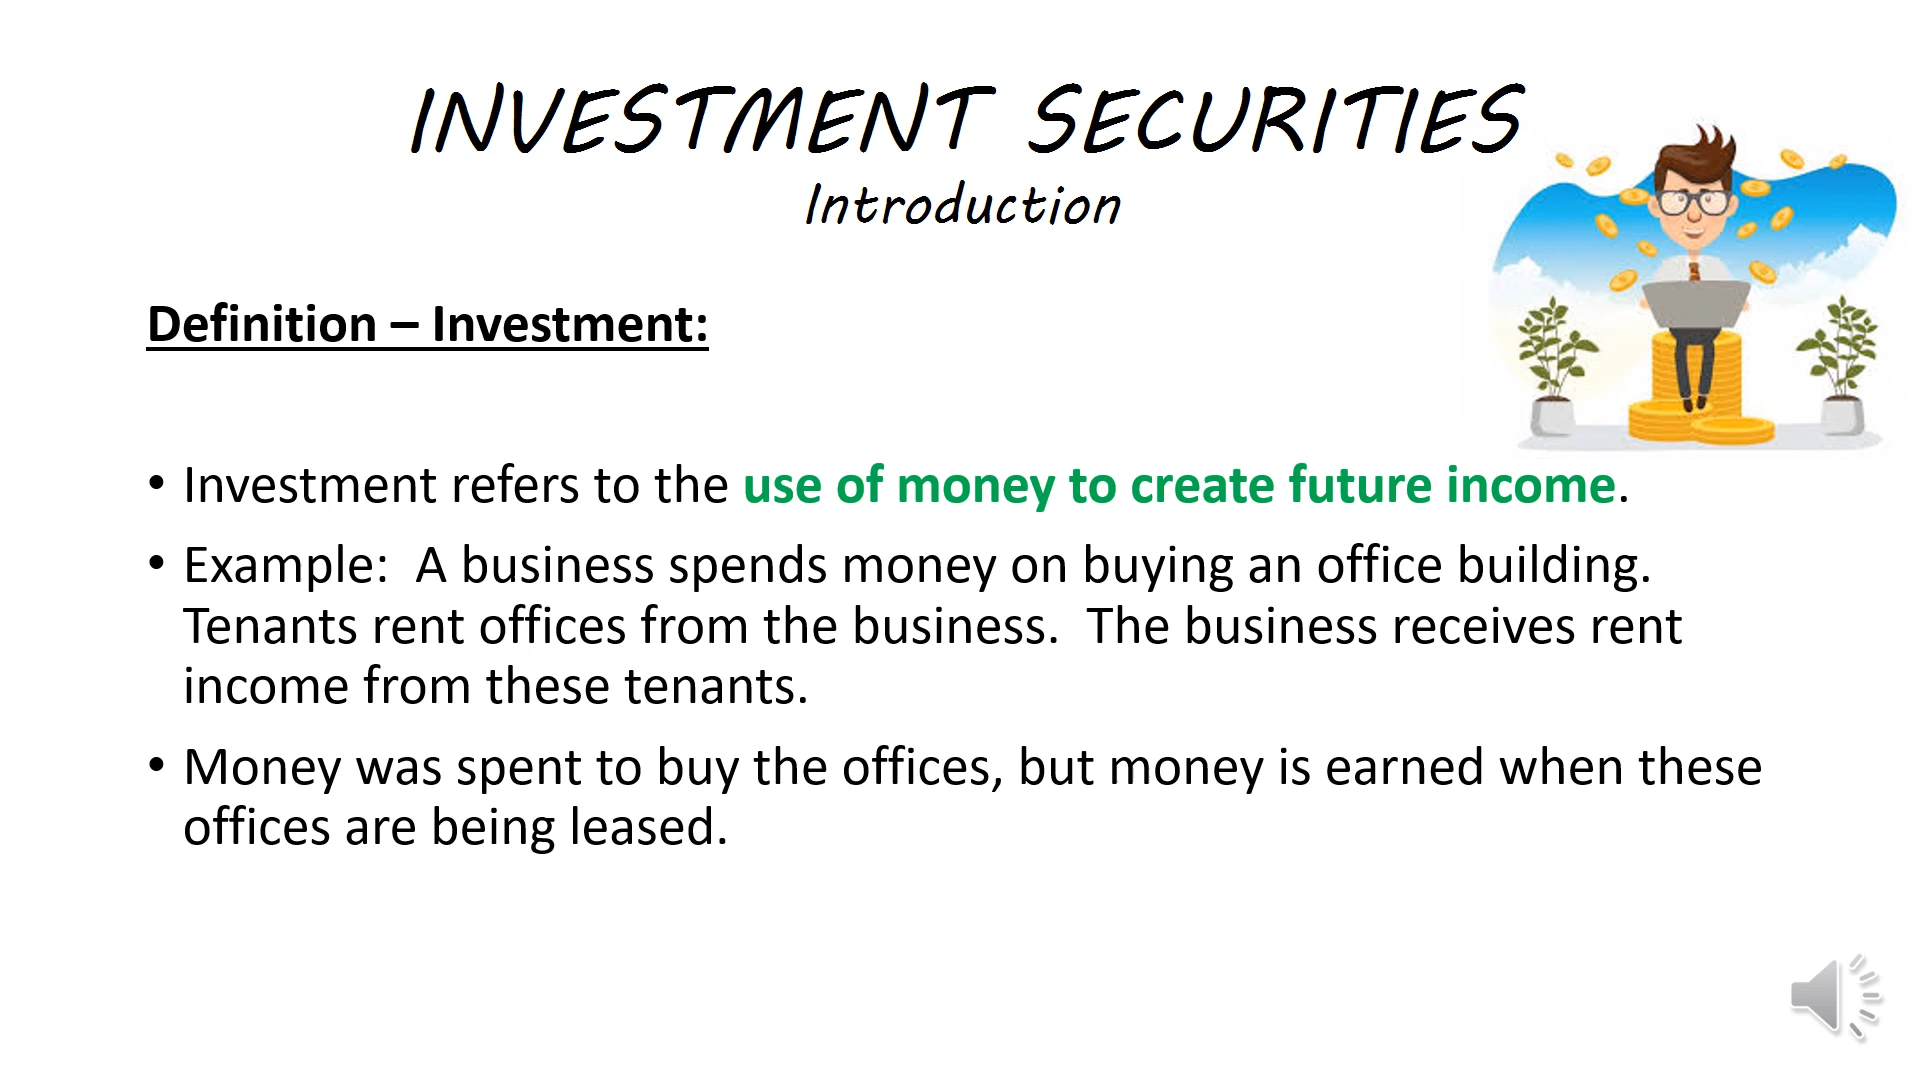 INVESTMENT SECURITIES
Introduction
Definition – Investment:
• Investment refers to the use of money to create future income.
• Example:  A business spends money on buying an office building.
Tenants rent offices from the business.  The business receives rent
income from these tenants.
• Money was spent to buy the offices, but money is earned when these
offices are being leased.